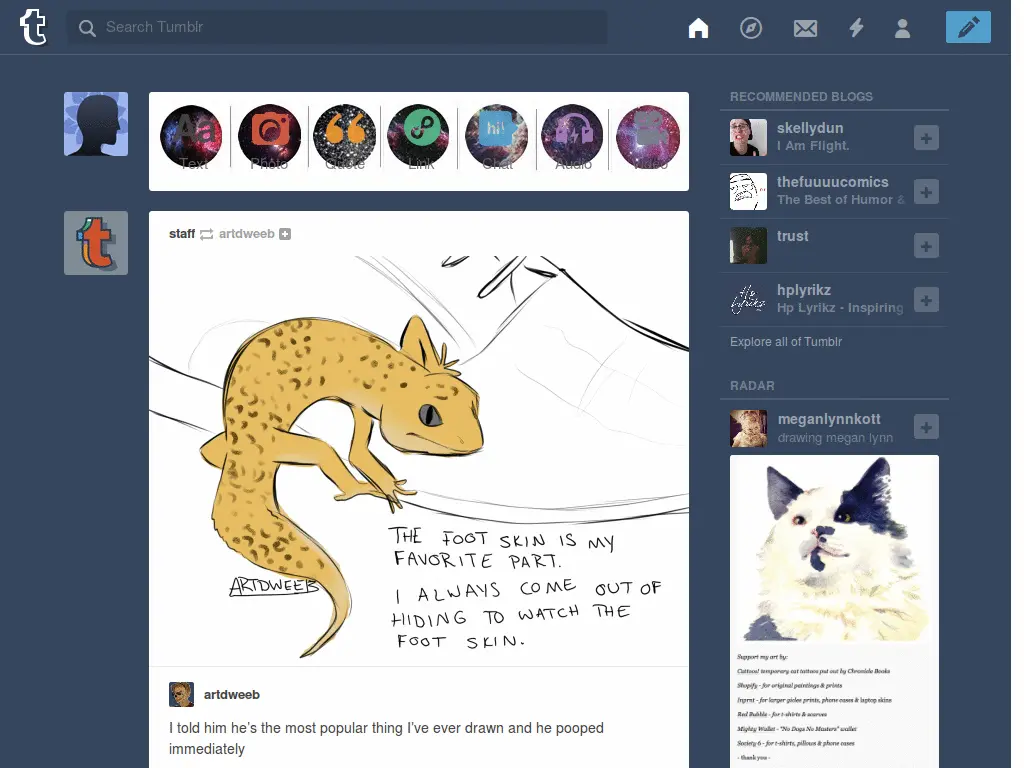 Search Tumblr
Text
Photo
Quote
Link
Chat
Audio
Video
Aa
hi!
staff artdweeb
THE FOOT SKIN IS MY
FAVORITE PART.
I ALWAYS COME OUT OF
HIDING TO WATCH THE
FOOT SKIN.
ARTDWEEB
artdweeb
I told him he's the most popular thing I've ever drawn and he pooped
immediately
RECOMMENDED BLOGS
skellydun
I Am Flight.
thefuuuucomics
The Best of Humor &
trust
hplyrikz
Hp Lyrikz - Inspiring
Hp
Lyrikz
Explore all of Tumblr
RADAR
meganlynnkott
drawing megan lynn
Support my art by:
Cattoos! temporary cat tattoos put out by Chronicle Books
Shopify - for original paintings & prints
Inprnt - for larger giclee prints, phone cases & laptop skins
Red Bubble - for t-shirts & scarves
Mighty Wallet - "No Dogs No Masters" wallet
Society 6 - for t-shirts, pillows & phone cases
- thank you -